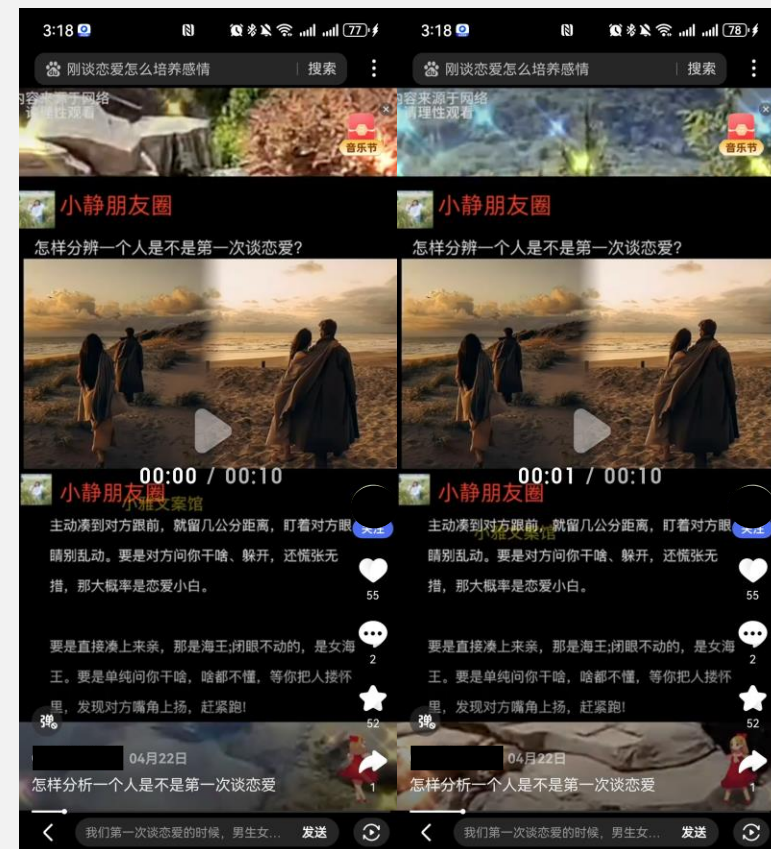 3:18
77
刚谈恋爱怎么培养感情
搜索
内容来源于网络
请理性观看
音乐节
小静朋友圈
怎样分辨一个人是不是第一次谈恋爱?
00:00 / 00:10
小静朋友圈
小雅文案馆
主动凑到对方跟前，就留几公分距离，盯着对方眼
关注
睛别乱动。要是对方问你干啥、躲开，还慌张无
措，那大概率是恋爱小白。
55
要是直接凑上来亲，那是海王;闭眼不动的，是女海
2
王。要是单纯问你干啥，啥都不懂，等你把人搂怀
里，发现对方嘴角上扬，赶紧跑!
52
弹
04月22日
怎样分析一个人是不是第一次谈恋爱
1
我们第一次谈恋爱的时候，男生女...
发送
3:18
78
刚谈恋爱怎么培养感情
搜索
内容来源于网络
请理性观看
音乐节
小静朋友圈
怎样分辨一个人是不是第一次谈恋爱?
00:01 / 00:10
小静朋友圈
主动凑到对方跟前，就留几公分距离，盯着对方眼
小雅文案馆
关注
睛别乱动。要是对方问你干啥、躲开，还慌张无
措，那大概率是恋爱小白。
55
要是直接凑上来亲，那是海王;闭眼不动的，是女海
2
王。要是单纯问你干啥，啥都不懂，等你把人搂怀
里，发现对方嘴角上扬，赶紧跑!
52
弹
04月22日
怎样分析一个人是不是第一次谈恋爱
1
我们第一次谈恋爱的时候，男生女...
发送